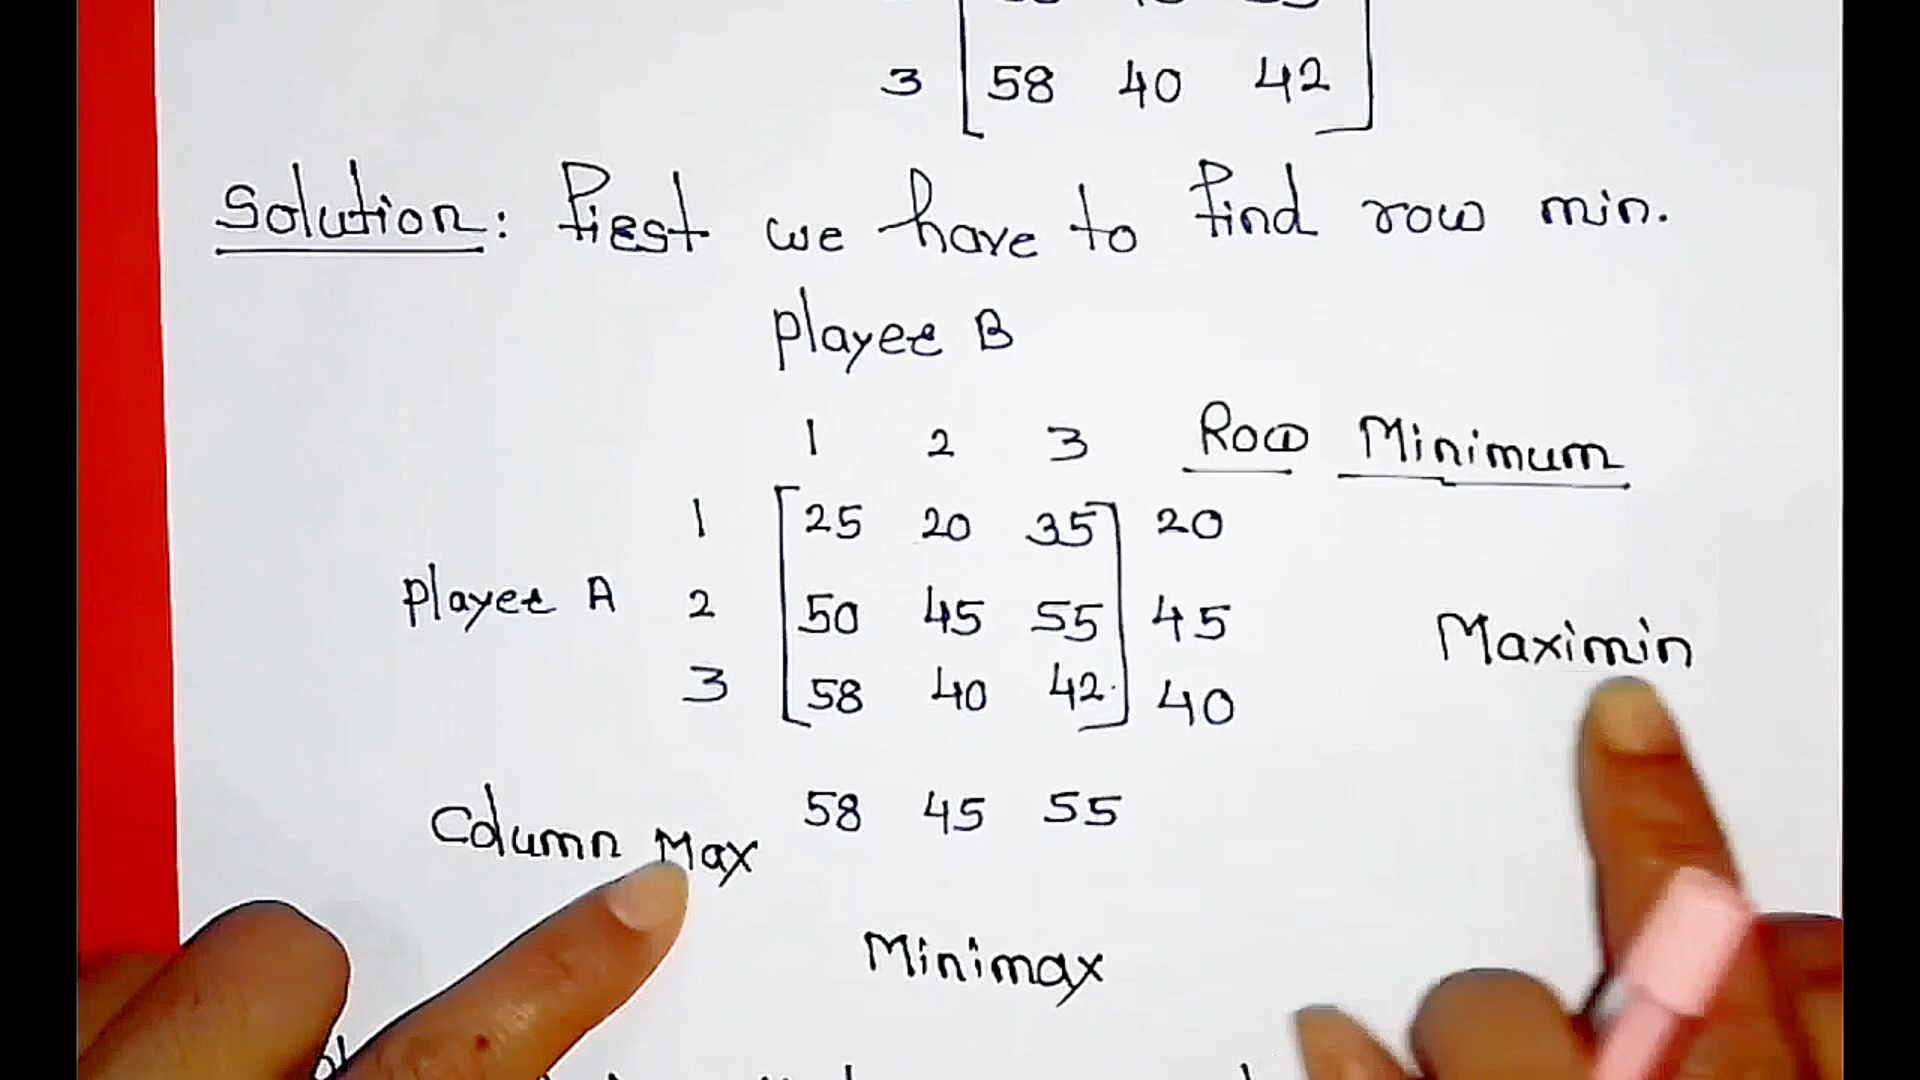 3 58 40 42
Solution: first we have to find row min.
Player B
1 2 3 Row Minimum
1 25 20 35 20
Player A 2 50 45 55 45 Maximin
3 58 40 42 40
Column Max 58 45 55
Minimax